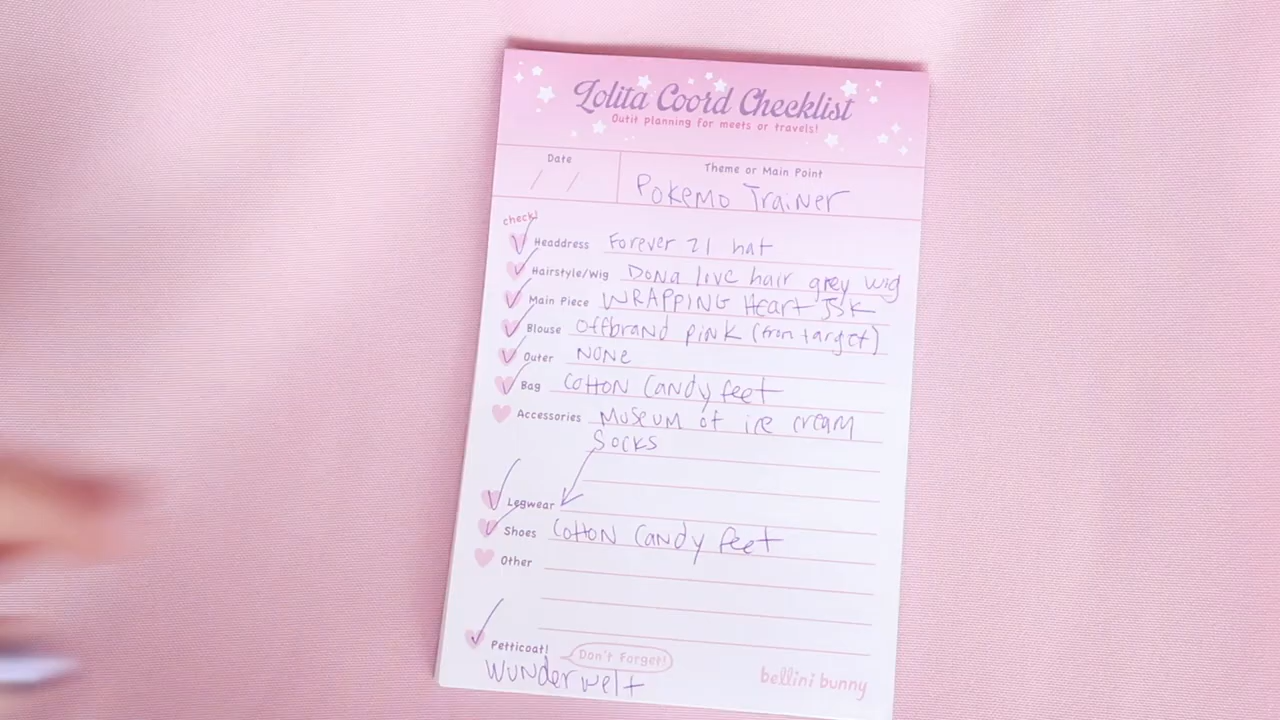 Lolita Coord Checklist
Outit planning for meets or travels!
Date
/ /
Theme or Main Point
Pokemo Trainer
check!
Headdress Forever 21 hat
Hairstyle/Wig Dona love hair grey wig
Main Piece WRAPPING Heart JSK
Blouse Offbrand pink (from target)
Outer NONe
Bag Cotton Candy feet
Accessories Museum of ice cream
Socks
Legwear
Shoes Cotton Candy feet
Other
Petticoat! Don't Forget!
Wunderwelt
bellini bunny